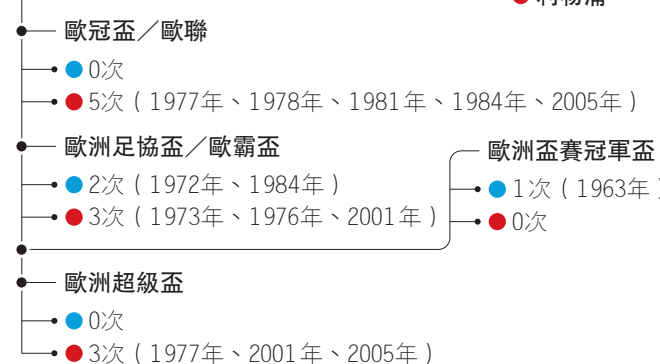 歐冠盃／歐聯
0次
5次（1977年、1978年、1981年、1984年、2005年）
歐洲足協盃／歐霸盃
2次（1972年、1984年）
3次（1973年、1976年、2001年）
歐洲盃賽冠軍盃
1次（1963年）
0次
歐洲超級盃
0次
3次（1977年、2001年、2005年）